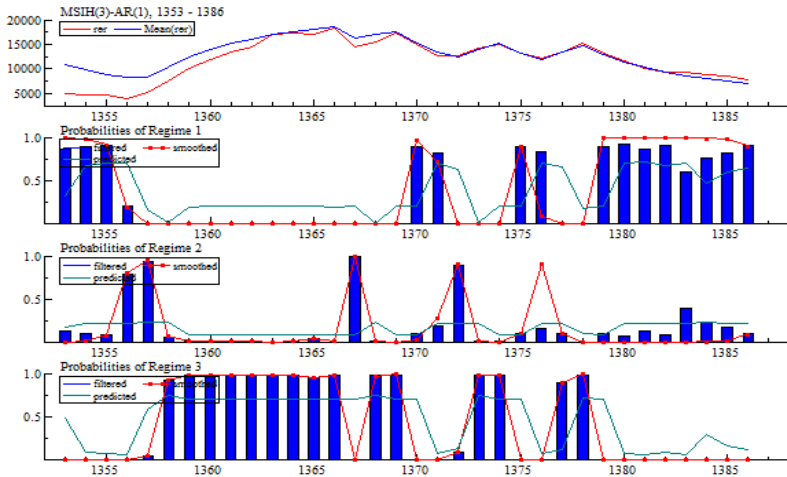 MSIH(3)-AR(1), 1353 - 1386
rer Mean(rer)
20000
15000
10000
5000
1355 1360 1365 1370 1375 1380 1385
Probabilities of Regime 1
1.0
filtered smoothed
predicted
0.5
1355 1360 1365 1370 1375 1380 1385
Probabilities of Regime 2
1.0
filtered smoothed
predicted
0.5
1355 1360 1365 1370 1375 1380 1385
Probabilities of Regime 3
1.0
filtered smoothed
predicted
0.5
1355 1360 1365 1370 1375 1380 1385